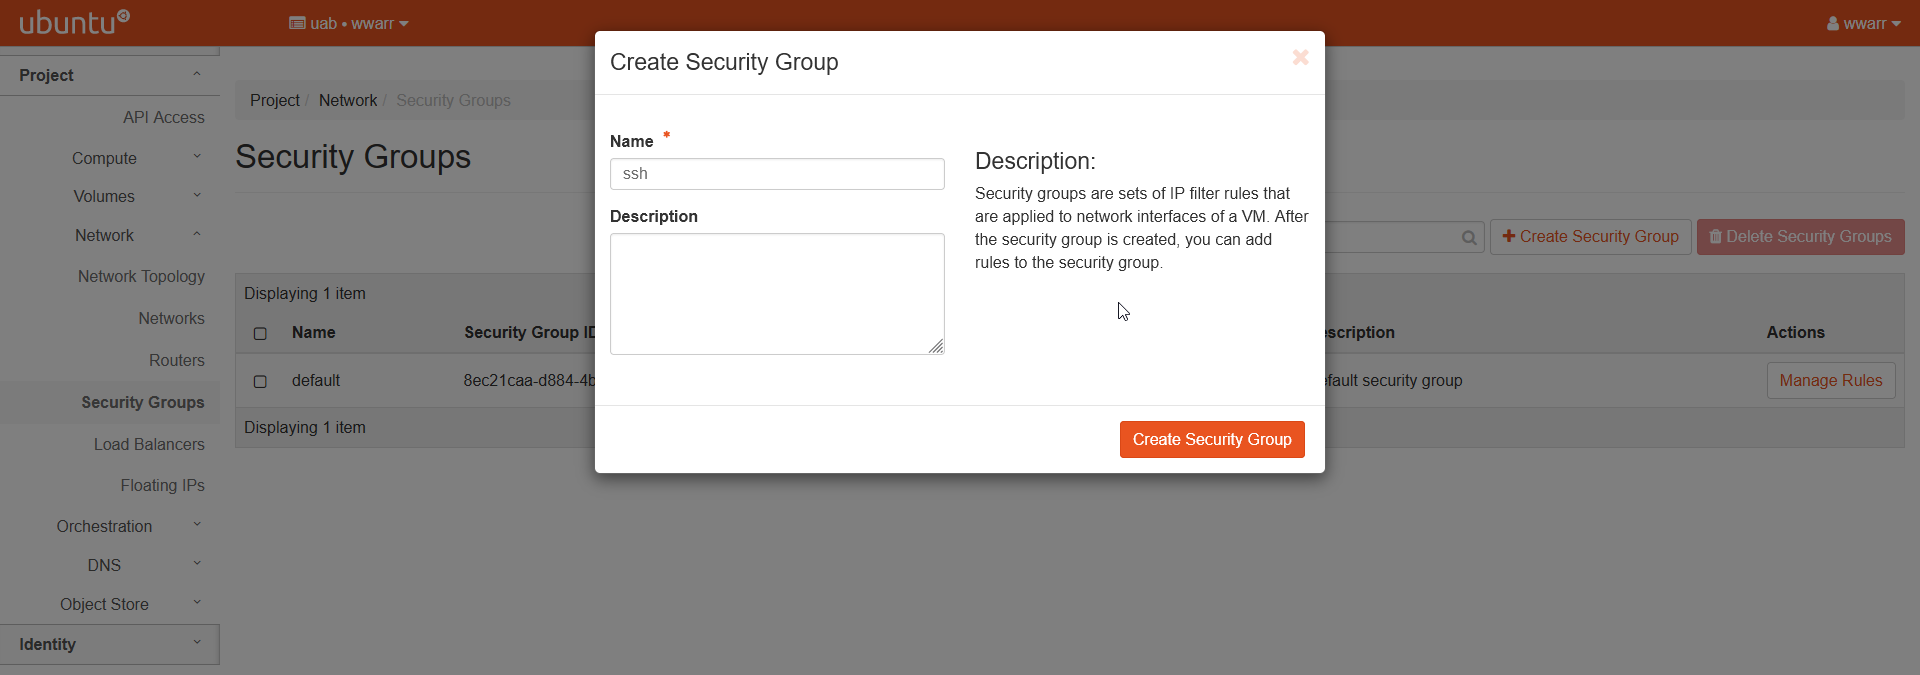 ubuntu
uab • wwarr
wwarr
Project
API Access
Compute
Volumes
Network
Network Topology
Networks
Routers
Security Groups
Load Balancers
Floating IPs
Orchestration
DNS
Object Store
Identity
Project / Network / Security Groups
Security Groups
Create Security Group
Delete Security Groups
Displaying 1 item
Name
Security Group ID
Actions
default
8ec21caa-d884-4b
efault security group
Manage Rules
Displaying 1 item
Create Security Group
Name *
ssh
Description
Description:
Security groups are sets of IP filter rules that
are applied to network interfaces of a VM. After
the security group is created, you can add
rules to the security group.
Create Security Group